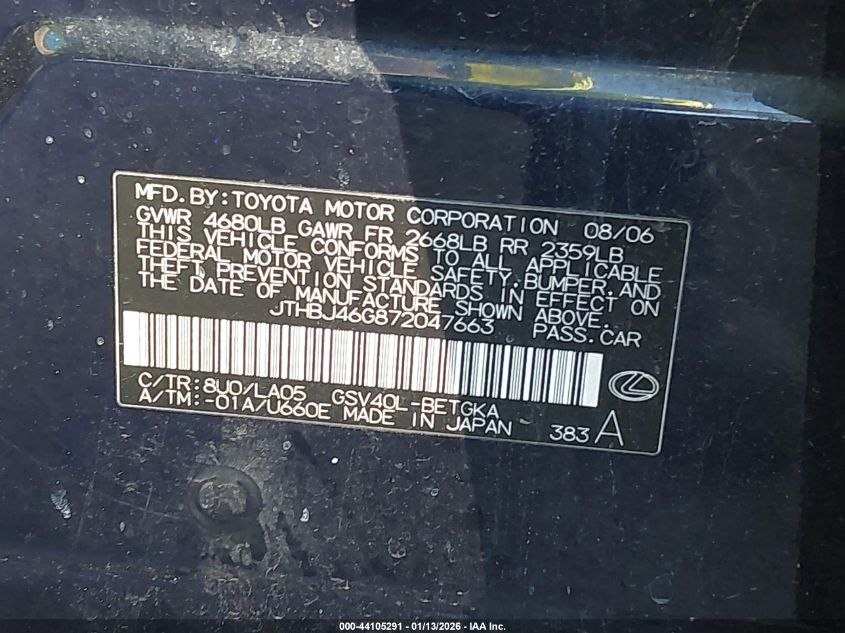 MFD.BY:TOYOTA MOTOR CORPORATION 08/06
GVWR 4680LB GAWR FR 2668LB RR 2359LB
THIS VEHICLE CONFORMS TO ALL APPLICABLE
FEDERAL MOTOR VEHICLE SAFETY,BUMPER,AND
THEFT PREVENTION STANDARDS IN EFFECT ON
THE DATE OF MANUFACTURE SHOWN ABOVE.
JTHBJ46G872047663 PASS.CAR
C/TR:8U0/LA05 GSV40L-BETGKA
A/TM:-01A/U660E MADE IN JAPAN 383 A
000-44105291 - 01/13/2026 - IAA Inc.